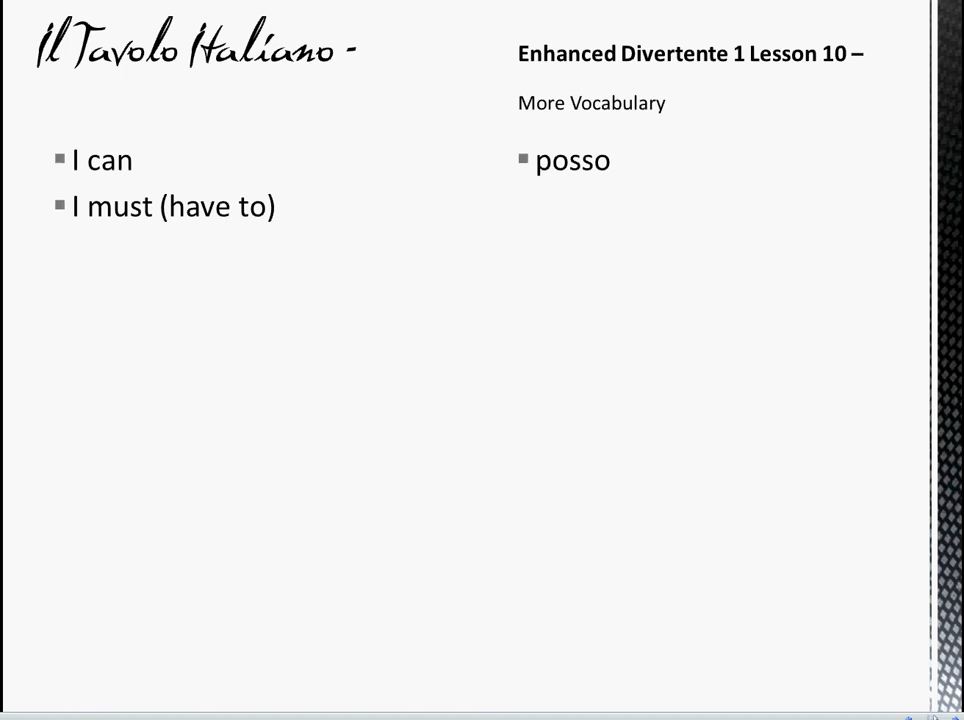 Il Tavolo Italiano -
Enhanced Divertente 1 Lesson 10 –
More Vocabulary
I can
posso
I must (have to)